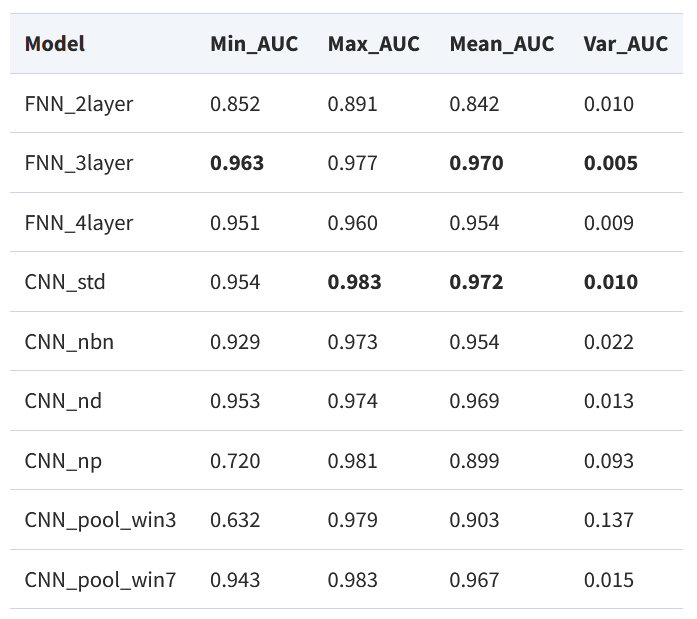 Model Min_AUC Max_AUC Mean_AUC Var_AUC
FNN_2layer 0.852 0.891 0.842 0.010
FNN_3layer 0.963 0.977 0.970 0.005
FNN_4layer 0.951 0.960 0.954 0.009
CNN_std 0.954 0.983 0.972 0.010
CNN_nbn 0.929 0.973 0.954 0.022
CNN_nd 0.953 0.974 0.969 0.013
CNN_np 0.720 0.981 0.899 0.093
CNN_pool_win3 0.632 0.979 0.903 0.137
CNN_pool_win7 0.943 0.983 0.967 0.015